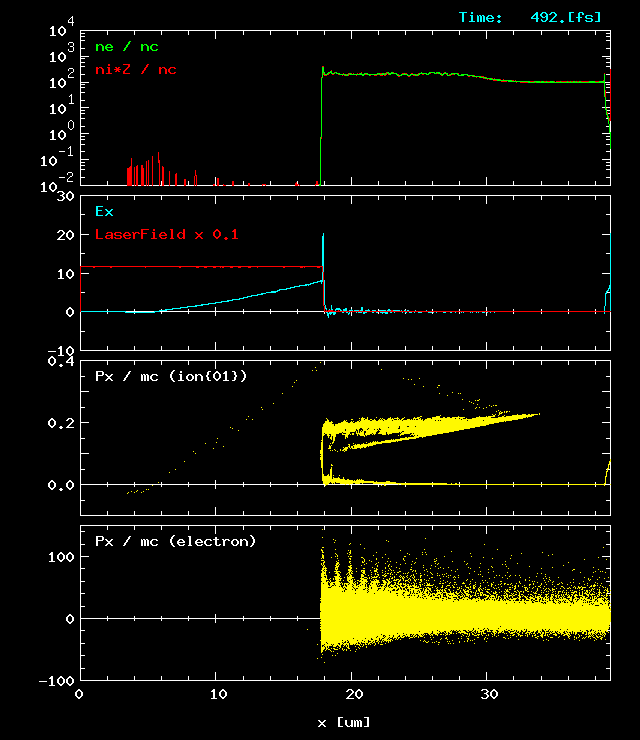 Time: 492.[fs]
10^4
ne / nc
10^3
ni*Z / nc
10^2
10^1
10^0
10^-1
10^-2
30
Ex
20
LaserField x 0.1
10
0
-10
0.4
Px / mc (ion{01})
0.2
0.0
Px / mc (electron)
100
0
-100
0 10 20 30
x [um]